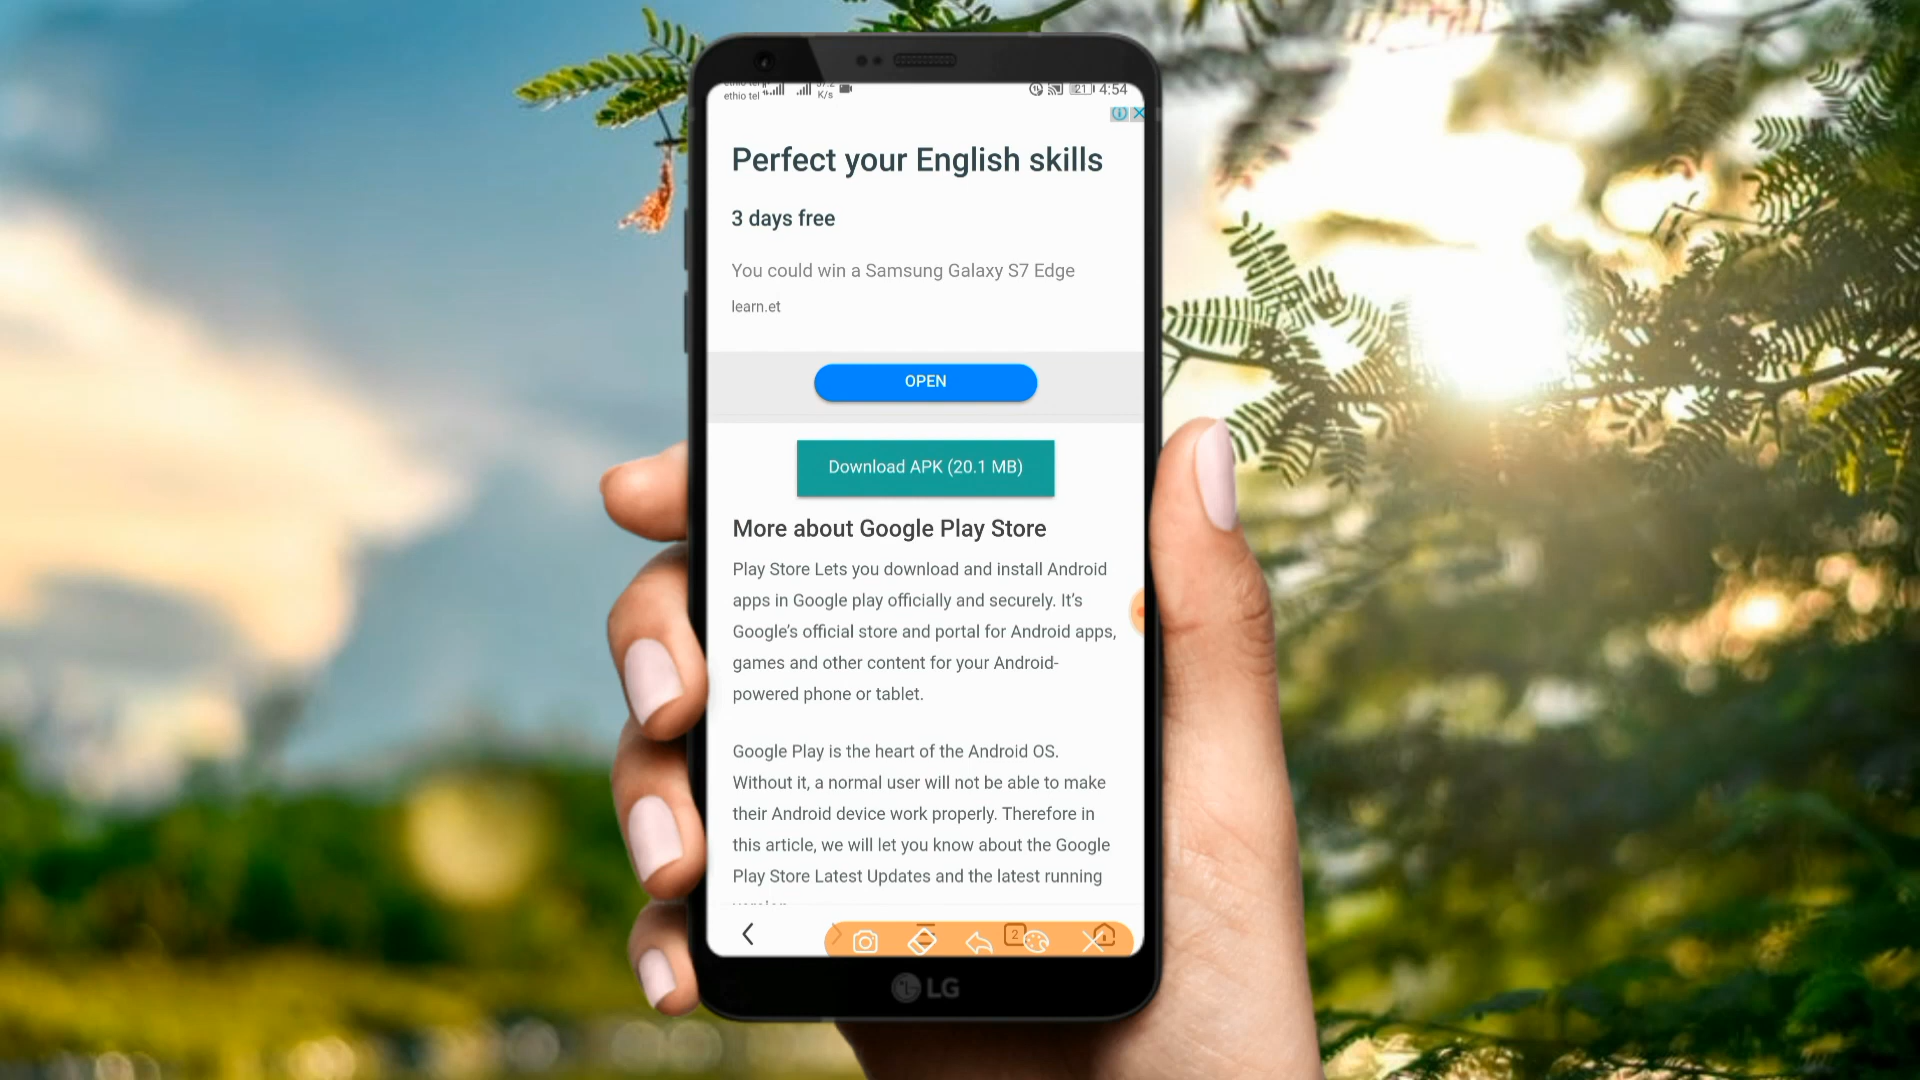 ethio tel
K/s
21
4:54
Perfect your English skills
3 days free
You could win a Samsung Galaxy S7 Edge
learn.et
OPEN
Download APK (20.1 MB)
More about Google Play Store
Play Store Lets you download and install Android
apps in Google play officially and securely. It’s
Google’s official store and portal for Android apps,
games and other content for your Android-
powered phone or tablet.
Google Play is the heart of the Android OS.
Without it, a normal user will not be able to make
their Android device work properly. Therefore in
this article, we will let you know about the Google
Play Store Latest Updates and the latest running
2
LG